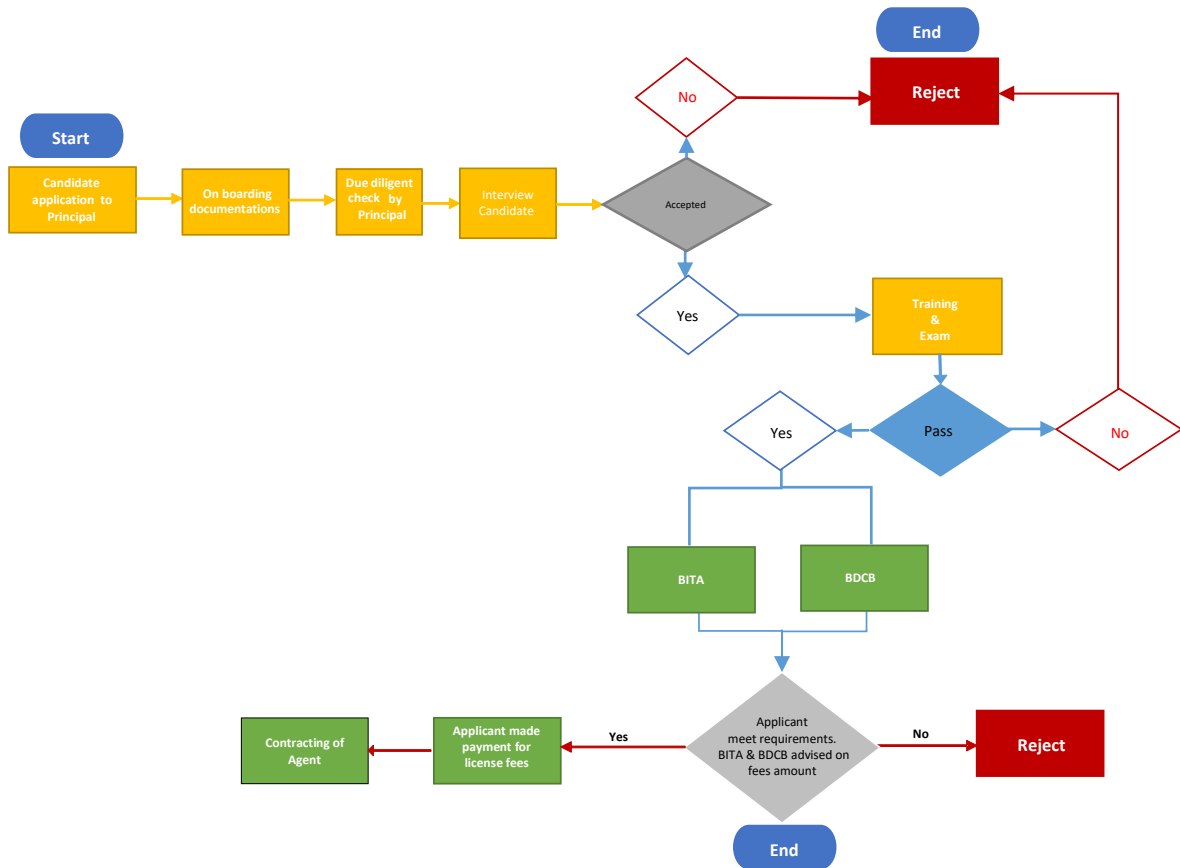 End
Reject
No
Start
Candidate
application to
Principal
On boarding
documentations
Due diligent
check by
Principal
Interview
Candidate
Accepted
Yes
Training
&
Exam
Yes
Pass
No
BITA
BDCB
Applicant
meet requirements.
BITA & BDCB advised on
fees amount
Yes
No
Contracting of
Agent
Applicant made
payment for
license fees
Reject
End